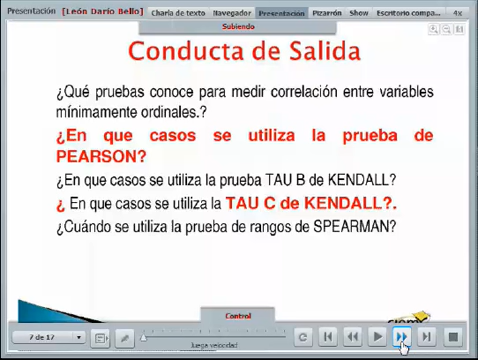 Presentación [León Darío Bello] Charla de texto Navegador Presentación Pizarrón Show Escritorio compa... 4x
Subiendo
Conducta de Salida
¿Qué pruebas conoce para medir correlación entre variables
mínimamente ordinales.?
¿En que casos se utiliza la prueba de
PEARSON?
¿En que casos se utiliza la prueba TAU B de KENDALL?
¿ En que casos se utiliza la TAU C de KENDALL?.
¿Cuándo se utiliza la prueba de rangos de SPEARMAN?
Control
7 de 17
Juega velocidad